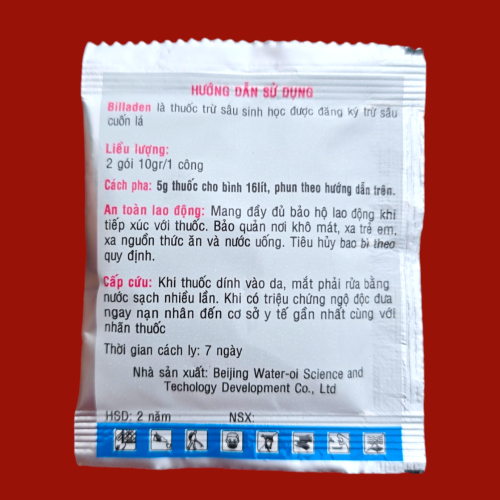 HƯỚNG DẪN SỬ DỤNG
Billaden là thuốc trừ sâu sinh học được đăng ký trừ sâu
cuốn lá
Liều lượng:
2 gói 10gr/1 công
Cách pha: 5g thuốc cho bình 16lít, phun theo hướng dẫn trên.
An toàn lao động: Mang đầy đủ bảo hộ lao động khi
tiếp xúc với thuốc. Bảo quản nơi khô mát, xa trẻ em,
xa nguồn thức ăn và nước uống. Tiêu hủy bao bì theo
quy định.
Cấp cứu: Khi thuốc dính vào da, mắt phải rửa bằng
nước sạch nhiều lần. Khi có triệu chứng ngộ độc đưa
ngay nạn nhân đến cơ sở y tế gần nhất cùng với
nhãn thuốc
Thời gian cách ly: 7 ngày
Nhà sản xuất: Beijing Water-oi Science and
Techology Development Co., Ltd
HSD: 2 năm NSX: